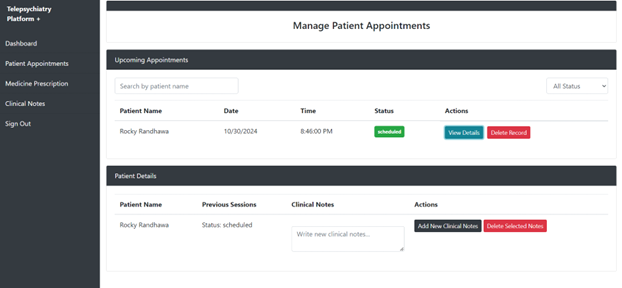 Telepsychiatry
Platform +
Dashboard
Patient Appointments
Medicine Prescription
Clinical Notes
Sign Out
Manage Patient Appointments
Upcoming Appointments
Search by patient name
All Status
Patient Name Date Time Status Actions
Rocky Randhawa 10/30/2024 8:46:00 PM scheduled View Details Delete Record
Patient Details
Patient Name Previous Sessions Clinical Notes Actions
Rocky Randhawa Status: scheduled Write new clinical notes... Add New Clinical Notes Delete Selected Notes